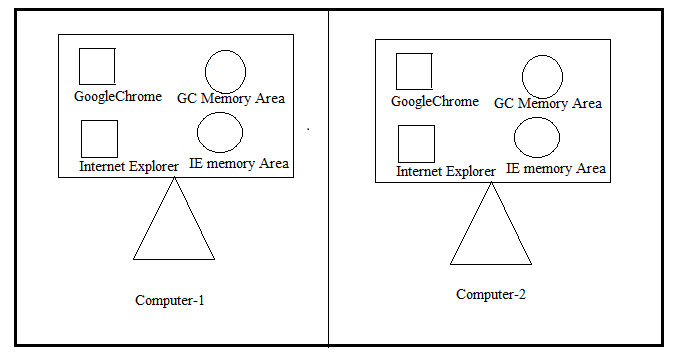 GoogleChrome
GC Memory Area
Internet Explorer
IE memory Area
Computer-1
GoogleChrome
GC Memory Area
Internet Explorer
IE memory Area
Computer-2